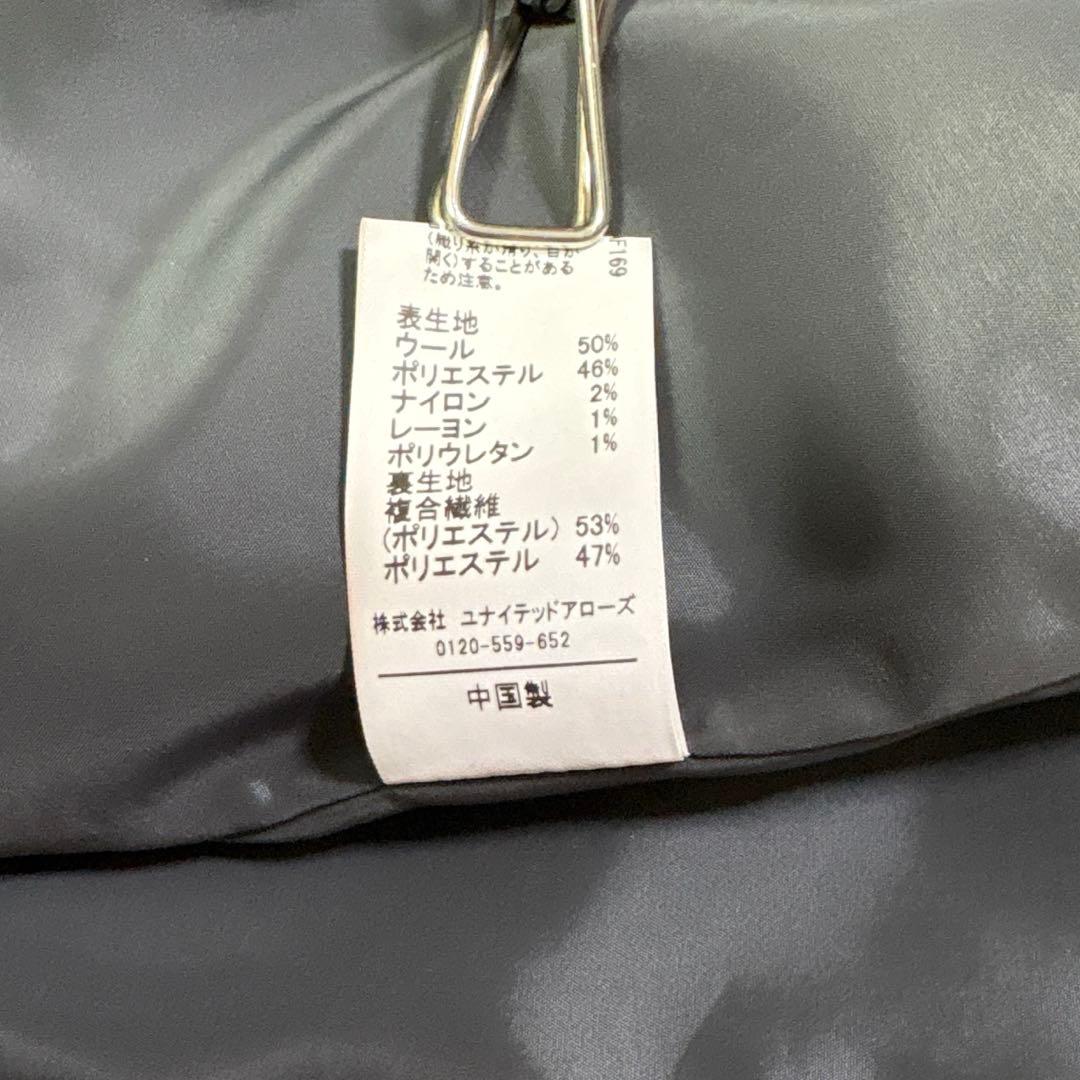 (織り糸が滑り、目が
開く)することがある
ため注意。
F169
表生地
ウール 50%
ポリエステル 46%
ナイロン 2%
レーヨン 1%
ポリウレタン 1%
裏生地
複合繊維
(ポリエステル) 53%
ポリエステル 47%
株式会社 ユナイテッドアローズ
0120-559-652
中国製